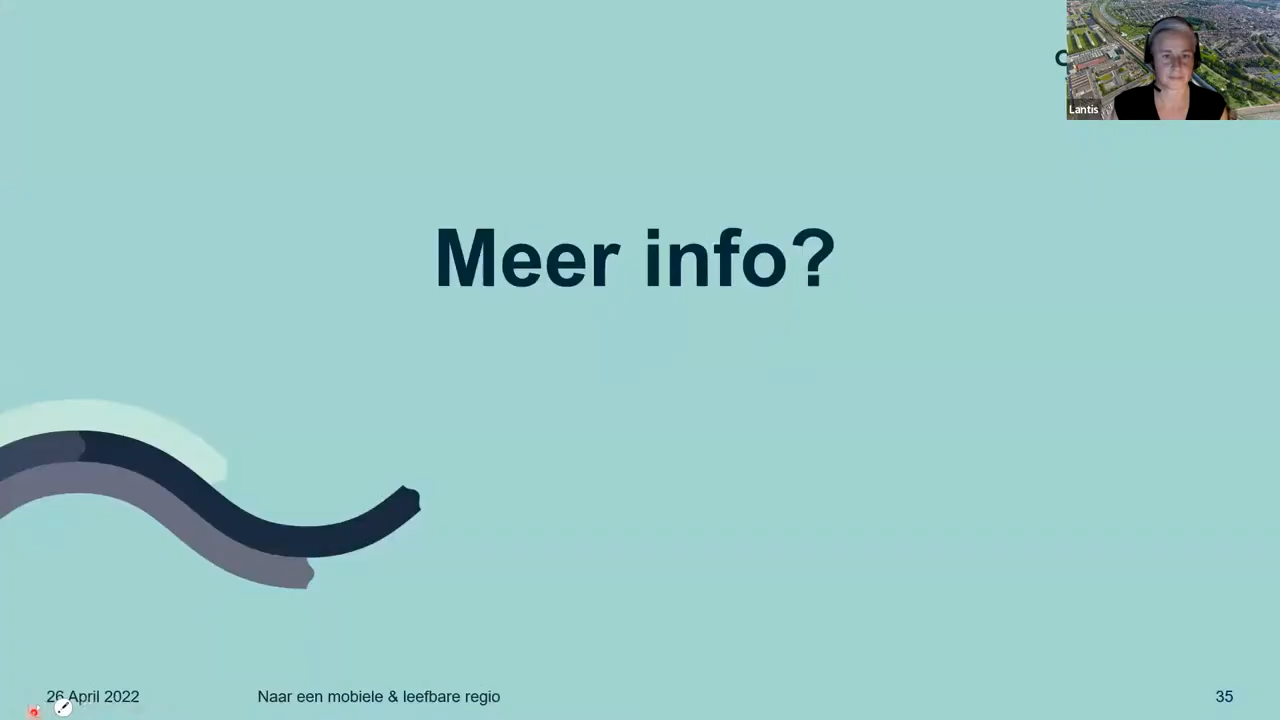 Lantis
Meer info?
26 April 2022
Naar een mobiele & leefbare regio
35